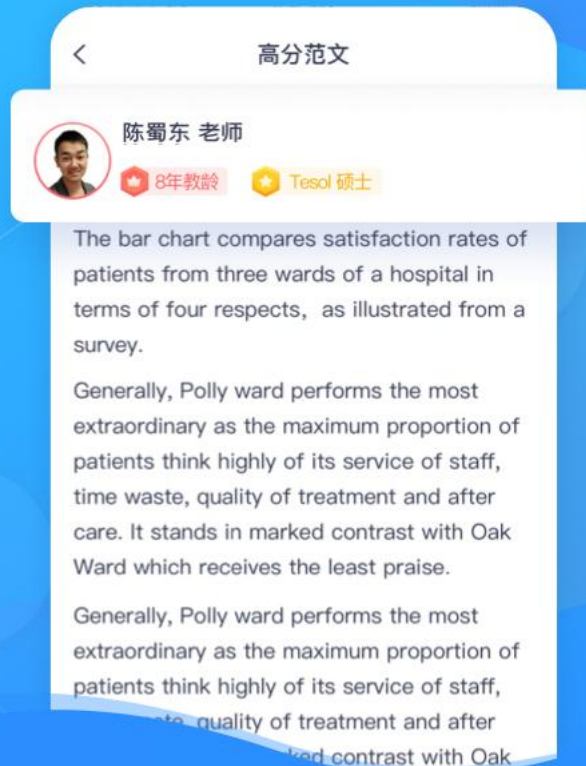 高分范文
陈蜀东 老师
8年教龄 Tesol 硕士
The bar chart compares satisfaction rates of
patients from three wards of a hospital in
terms of four respects, as illustrated from a
survey.
Generally, Polly ward performs the most
extraordinary as the maximum proportion of
patients think highly of its service of staff,
time waste, quality of treatment and after
care. It stands in marked contrast with Oak
Ward which receives the least praise.
Generally, Polly ward performs the most
extraordinary as the maximum proportion of
patients think highly of its service of staff,
quality of treatment and after
contrast with Oak